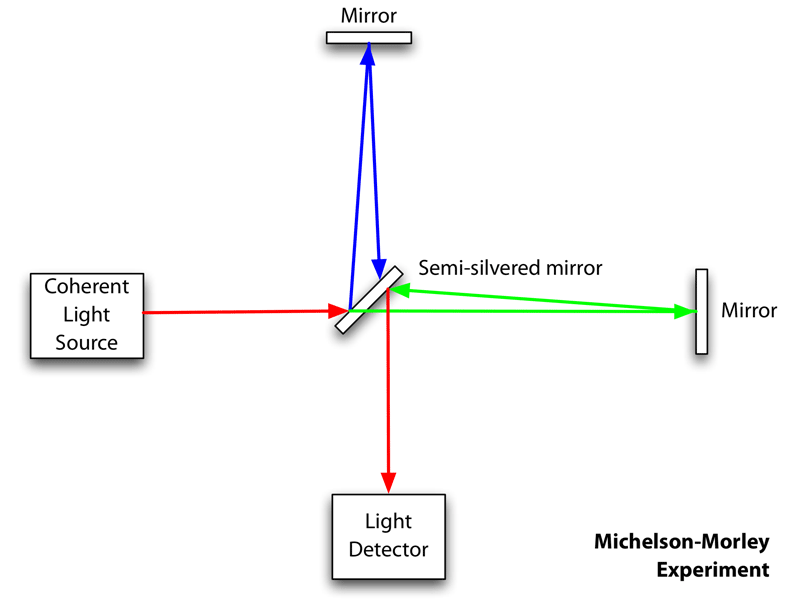 Mirror
Semi-silvered mirror
Coherent
Light
Source
Mirror
Light
Detector
Michelson-Morley
Experiment